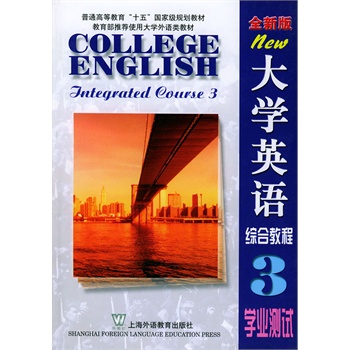 普通高等教育“十五”国家级规划教材
教育部推荐使用大学外语类教材
COLLEGE
ENGLISH
Integrated Course 3
全新版
New
大学英语
综合教程
3
学业测试
W
上海外语教育出版社
SHANGHAI FOREIGN LANGUAGE EDUCATION PRESS